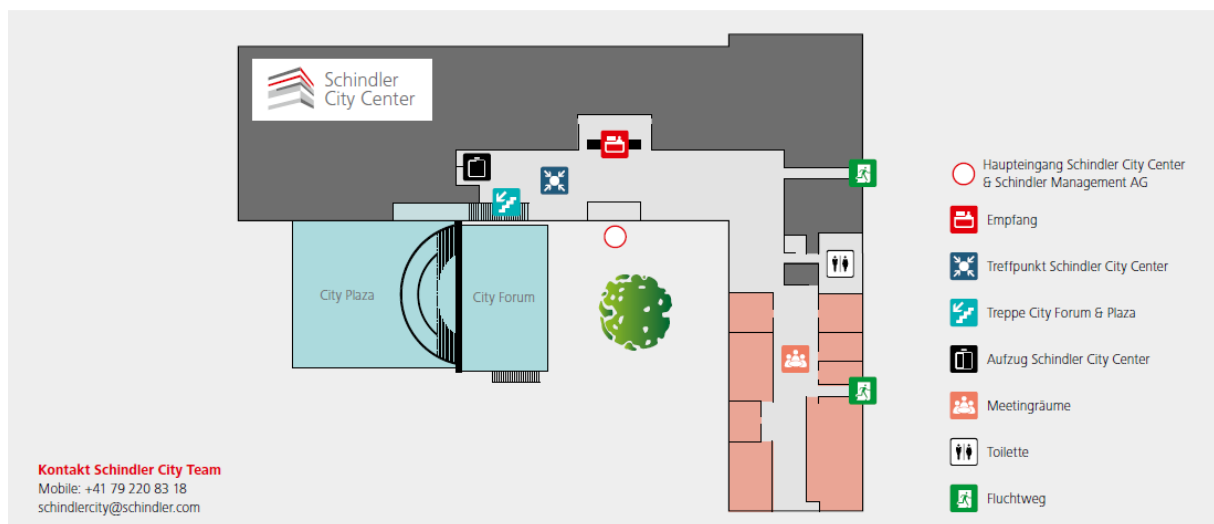 Schindler
City Center
City Plaza
City Forum
Haupteingang Schindler City Center
& Schindler Management AG
Empfang
Treffpunkt Schindler City Center
Treppe City Forum & Plaza
Aufzug Schindler City Center
Meetingräume
Toilette
Fluchtweg
Kontakt Schindler City Team
Mobile: +41 79 220 83 18
schindlercity@schindler.com